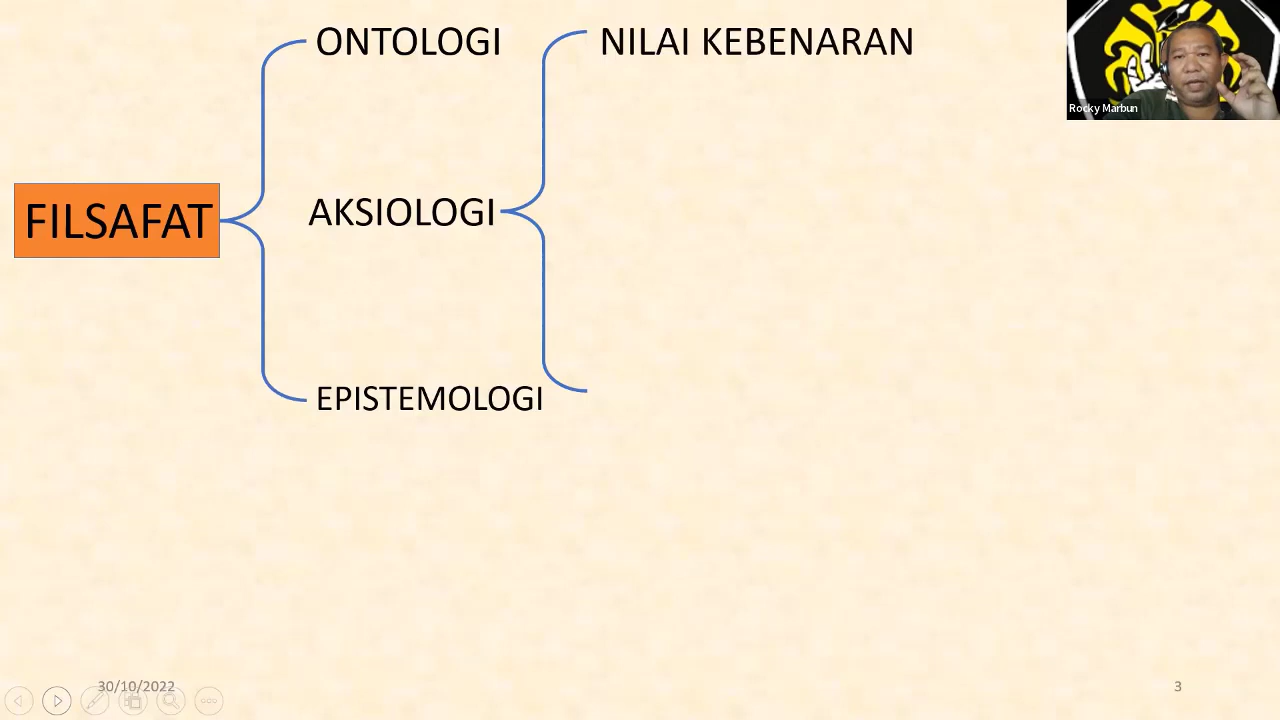 ONTOLOGI
NILAI KEBENARAN
Rocky Marbun
FILSAFAT
AKSIOLOGI
EPISTEMOLOGI
30/10/2022
3